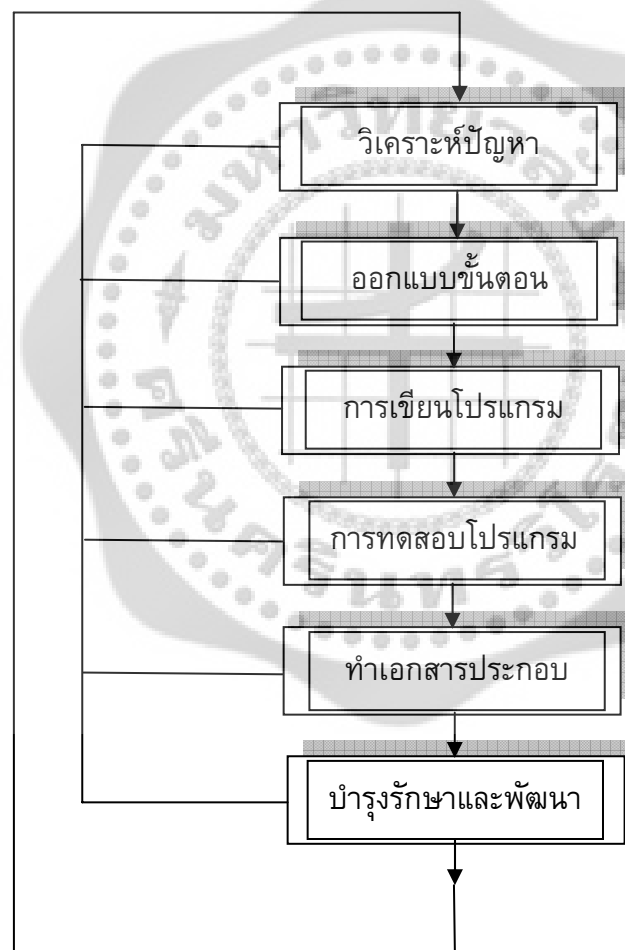 วิเคราะห์ปัญหา
ออกแบบขั้นตอน
การเขียนโปรแกรม
การทดสอบโปรแกรม
ทำเอกสารประกอบ
บำรุงรักษาและพัฒนา